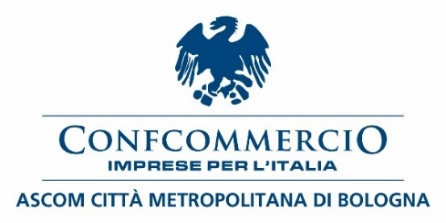 CONFCOMMERCIO
IMPRESE PER L'ITALIA
ASCOM CITTÀ METROPOLITANA DI BOLOGNA